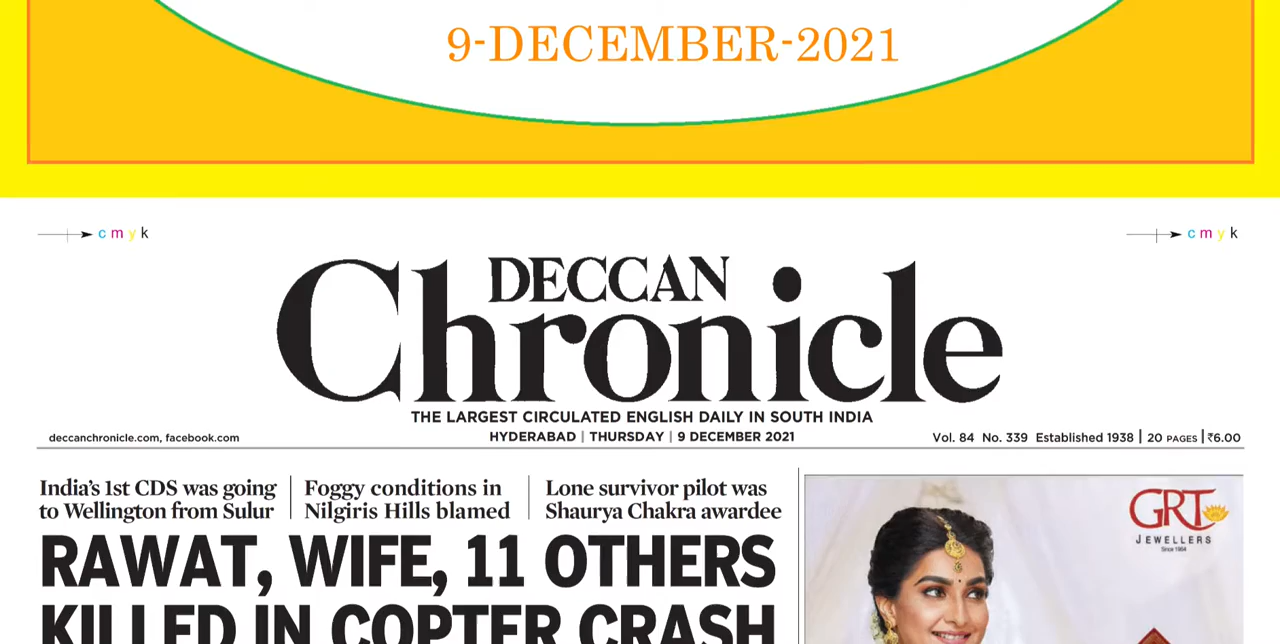 9-DECEMBER-2021
c m y k
c m y k
DECCAN
Chronicle
THE LARGEST CIRCULATED ENGLISH DAILY IN SOUTH INDIA
deccanchronicle.com, facebook.com
HYDERABAD | THURSDAY | 9 DECEMBER 2021
Vol. 84 No. 339 Established 1938 | 20 PAGES | ₹6.00
India's 1st CDS was going
to Wellington from Sulur
Foggy conditions in
Nilgiris Hills blamed
Lone survivor pilot was
Shaurya Chakra awardee
RAWAT, WIFE, 11 OTHERS
KILLED IN COPTER CRASH
GRT
JEWELLERS
Since 1964